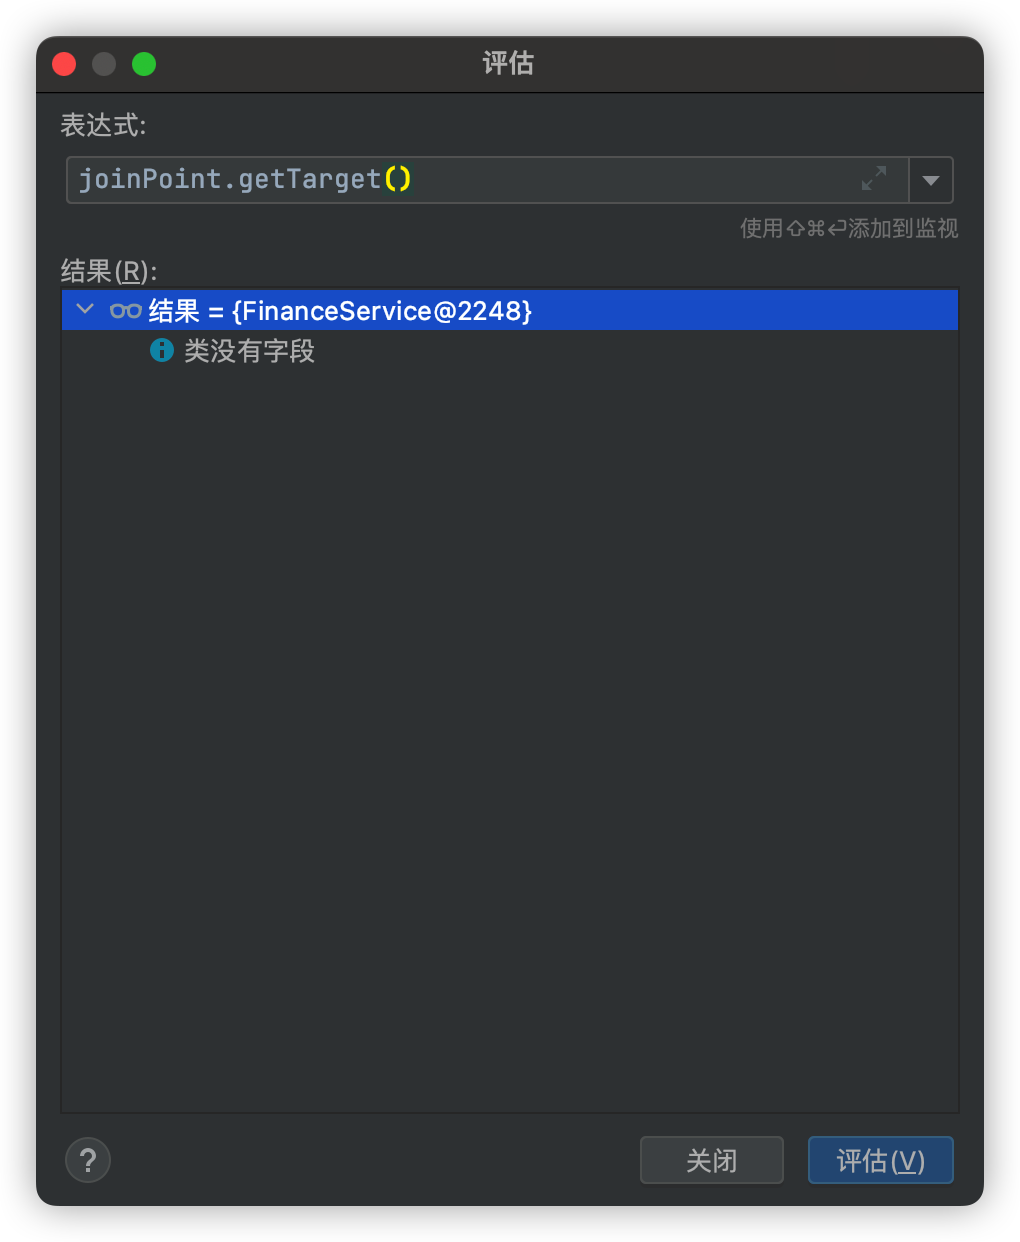 评估
表达式:
joinPoint.getTarget()
使用⇧⌘⏎添加到监视
结果(R):
结果 = {FinanceService@2248}
类没有字段
?
关闭
评估(V)